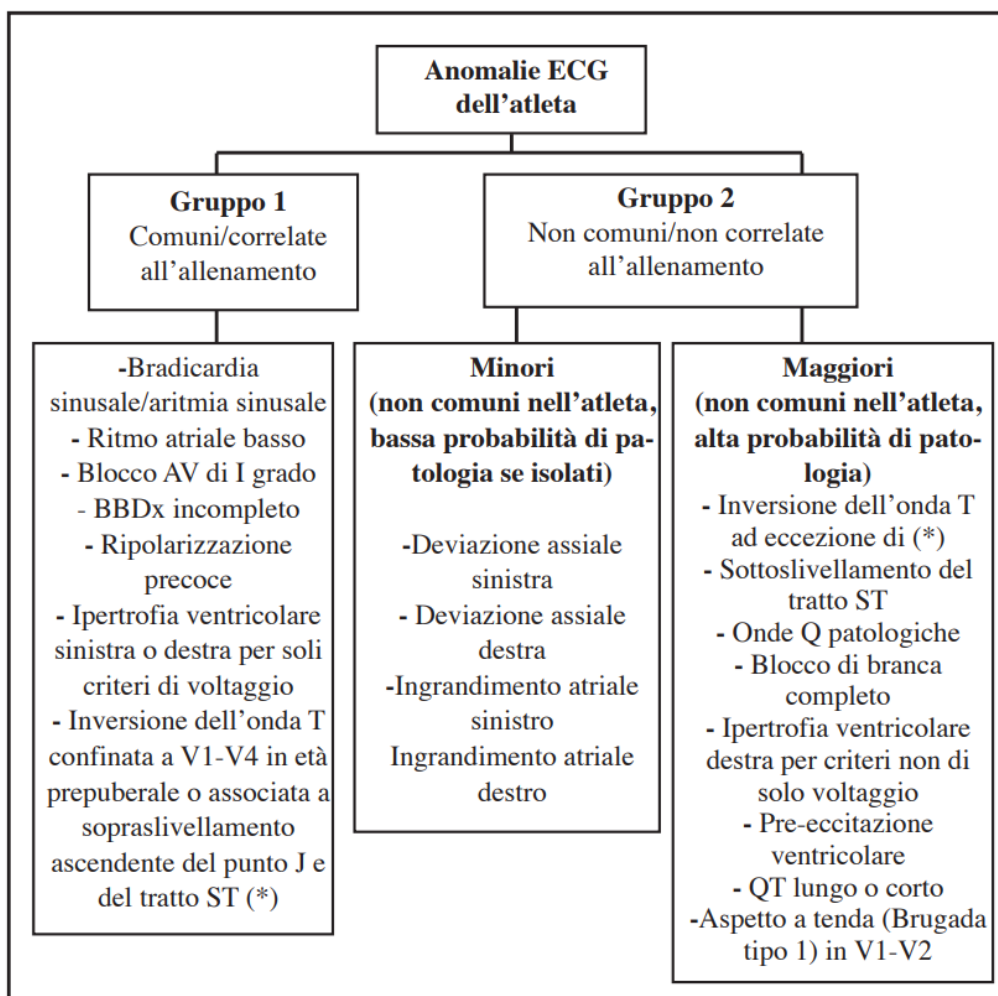 Anomalie ECG
dell’atleta
Gruppo 1
Comuni/correlate
all’allenamento
Gruppo 2
Non comuni/non correlate
all’allenamento
-Bradicardia
sinusale/aritmia sinusale
- Ritmo atriale basso
- Blocco AV di I grado
- BBDx incompleto
- Ripolarizzazione
precoce
- Ipertrofia ventricolare
sinistra o destra per soli
criteri di voltaggio
- Inversione dell’onda T
confinata a V1-V4 in età
prepuberale o associata a
sopraslivellamento
ascendente del punto J e
del tratto ST (*)
Minori
(non comuni nell’atleta,
bassa probabilità di pa-
tologia se isolati)
-Deviazione assiale
sinistra
- Deviazione assiale
destra
-Ingrandimento atriale
sinistro
Ingrandimento atriale
destro
Maggiori
(non comuni nell’atleta,
alta probabilità di pato-
logia)
- Inversione dell’onda T
ad eccezione di (*)
- Sottoslivellamento del
tratto ST
- Onde Q patologiche
- Blocco di branca
completo
- Ipertrofia ventricolare
destra per criteri non di
solo voltaggio
- Pre-eccitazione
ventricolare
- QT lungo o corto
-Aspetto a tenda (Brugada
tipo 1) in V1-V2